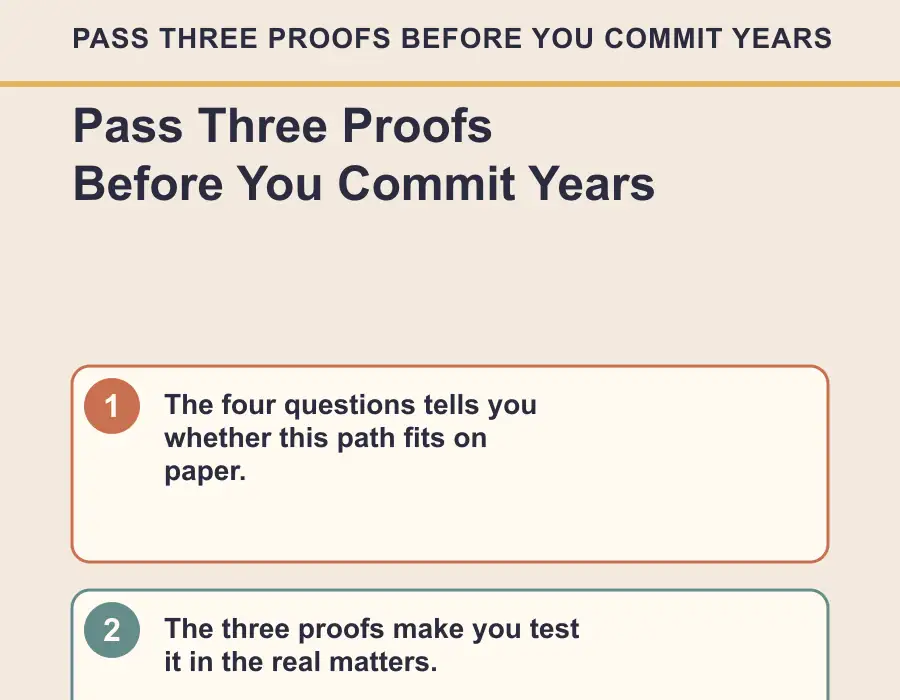 PASS THREE PROOFS BEFORE YOU COMMIT YEARS
Pass Three Proofs
Before You Commit Years
1
The four questions tells you
whether this path fits on
paper.
2
The three proofs make you test
it in the real matters.